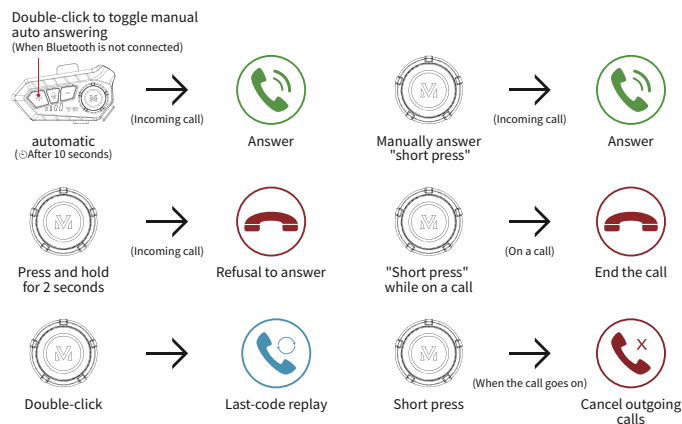 Double-click to toggle manual
auto answering
(When Bluetooth is not connected)
(Incoming call)
automatic
(⏲After 10 seconds)
Answer
M
(Incoming call)
Manually answer
"short press"
Answer
M
(Incoming call)
Press and hold
for 2 seconds
Refusal to answer
M
(On a call)
"Short press"
while on a call
End the call
M
Double-click
Last-code replay
M
(When the call goes on)
Short press
X
Cancel outgoing
calls